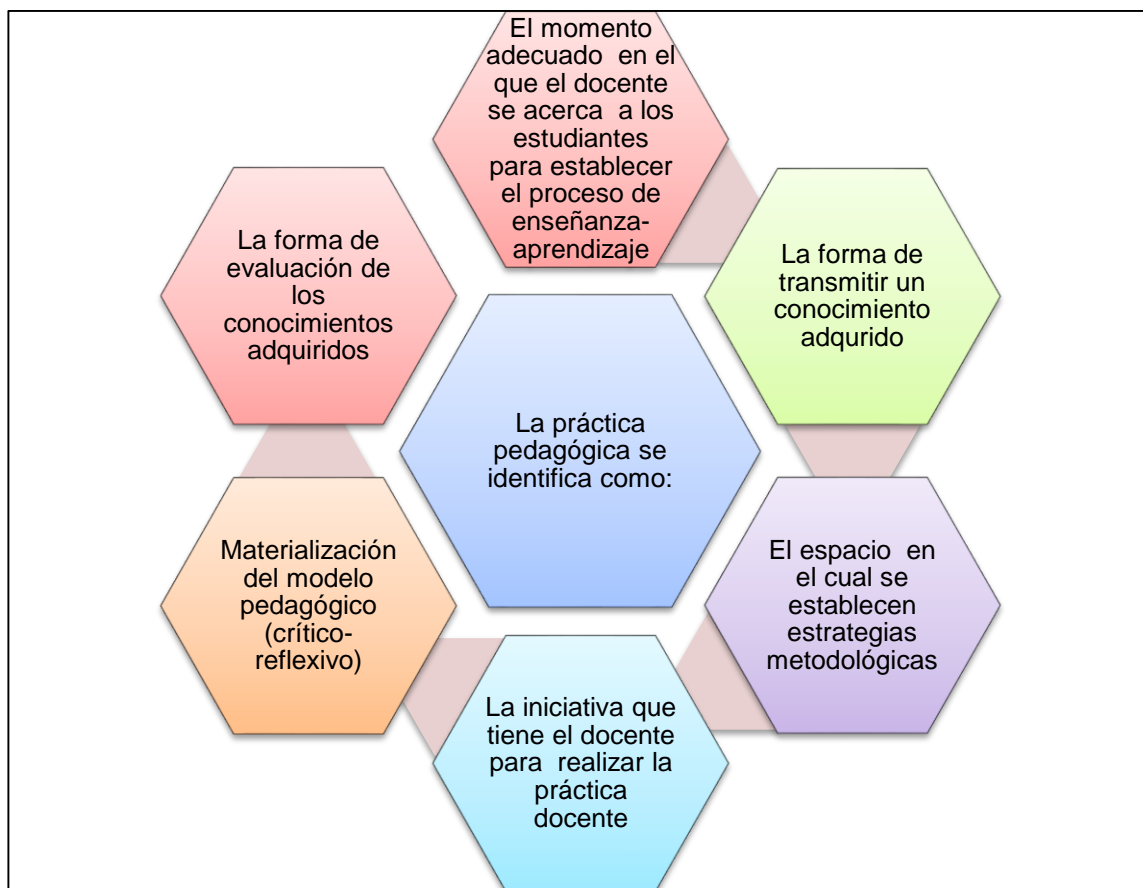 El momento
adecuado en el
que el docente
se acerca a los
estudiantes
para establecer
el proceso de
enseñanza-
aprendizaje
La forma de
transmitir un
conocimiento
adqurido
El espacio en
el cual se
establecen
estrategias
metodológicas
La iniciativa que
tiene el docente
para realizar la
práctica
docente
Materialización
del modelo
pedagógico
(crítico-
reflexivo)
La forma de
evaluación de
los
conocimientos
adquiridos
La práctica
pedagógica se
identifica como: